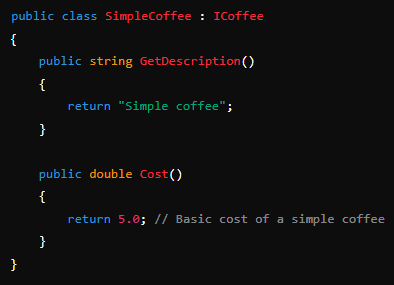 public class SimpleCoffee : ICoffee
{
    public string GetDescription()
    {
        return "Simple coffee";
    }

    public double Cost()
    {
        return 5.0; // Basic cost of a simple coffee
    }
}